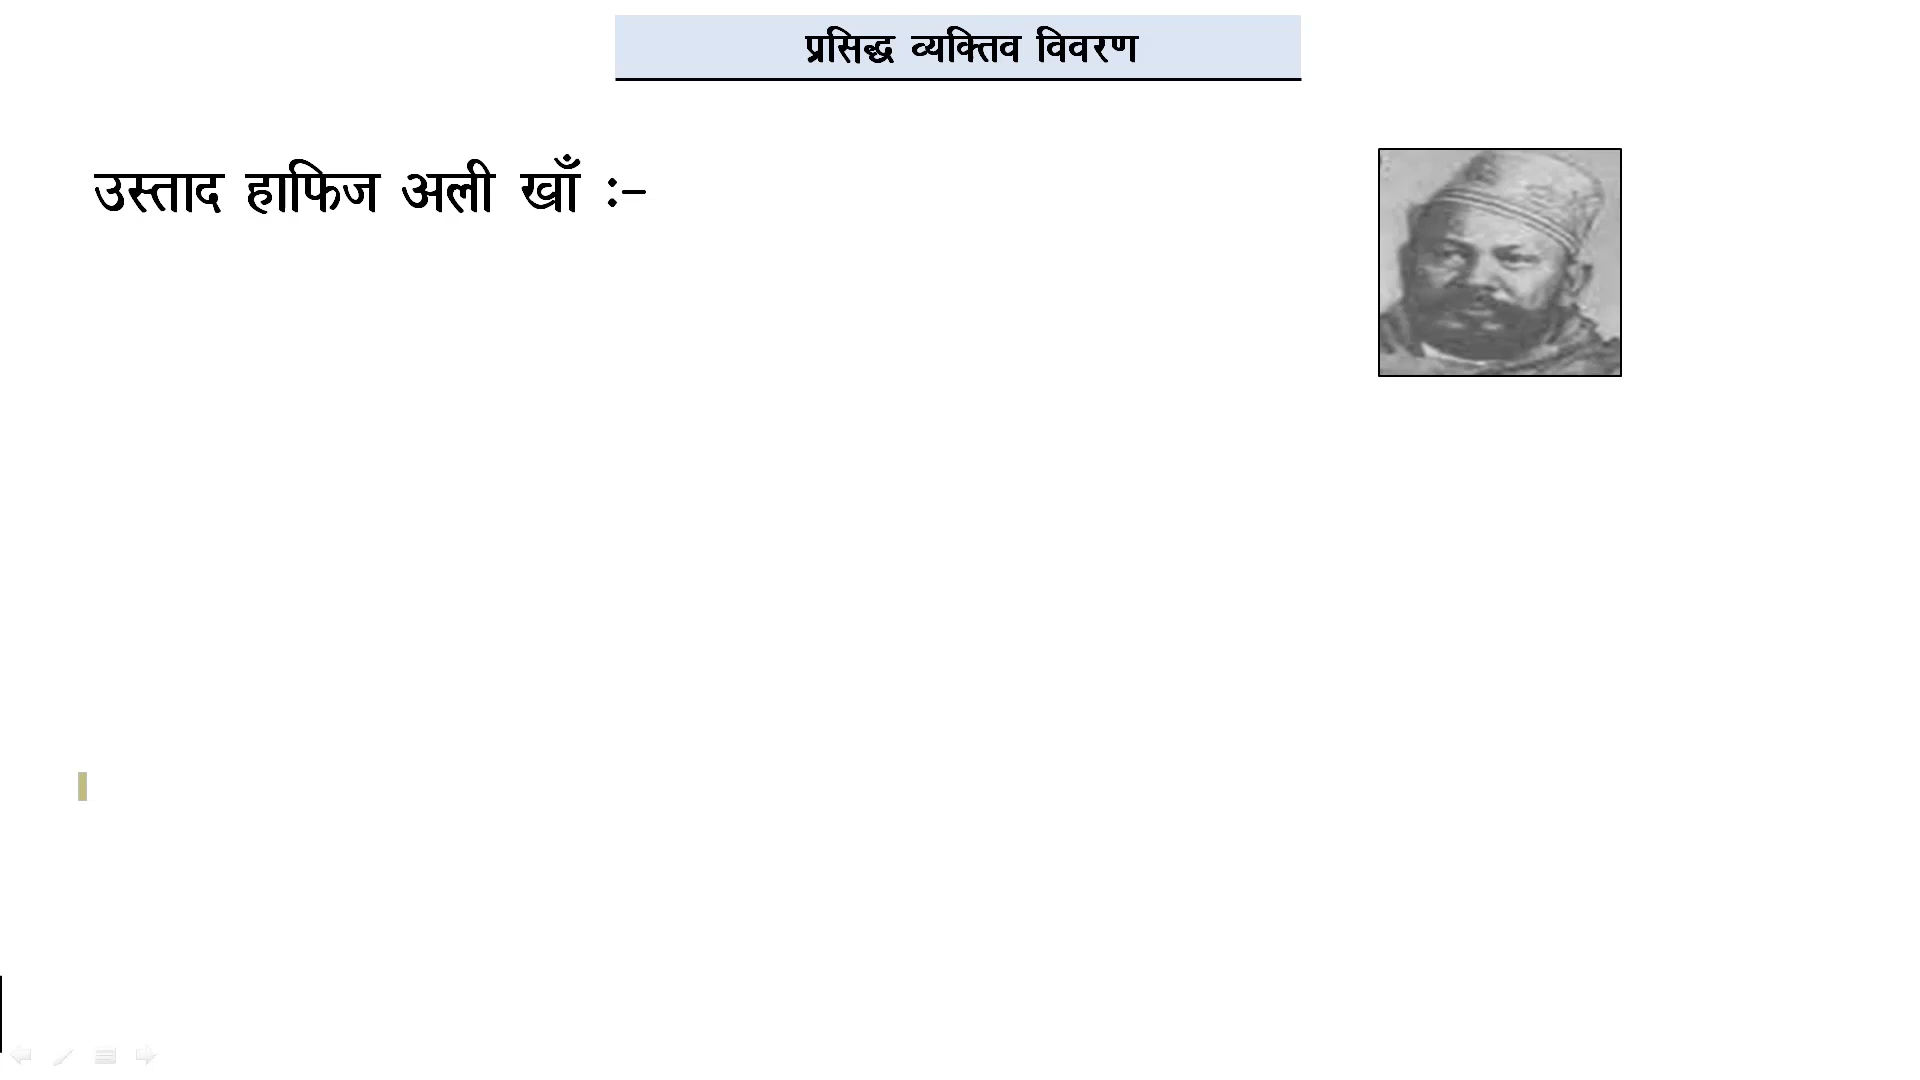 प्रसिद्ध व्यक्तिव विवरण
उस्ताद हाफिज अली खाँ :-